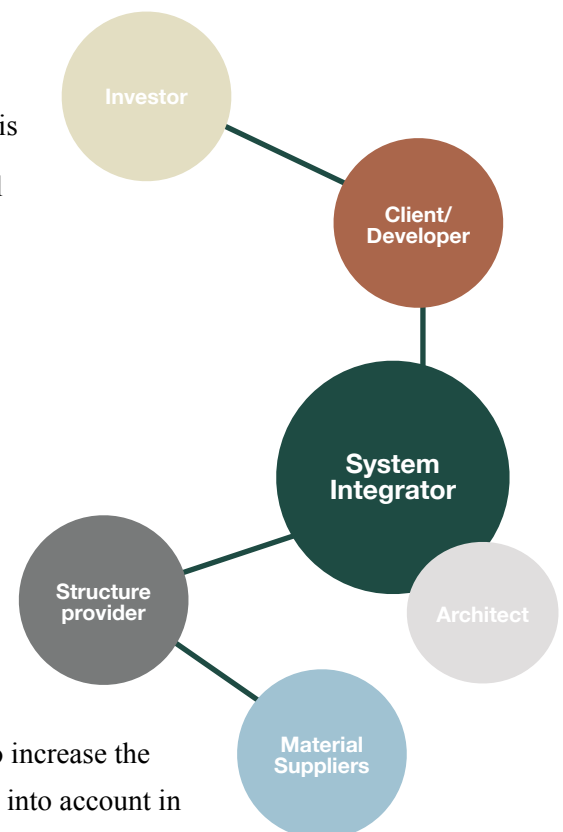 Investor
is
Client/
Developer
System
Integrator
Structure
provider
Architect
Material
Suppliers
increase the
into account in